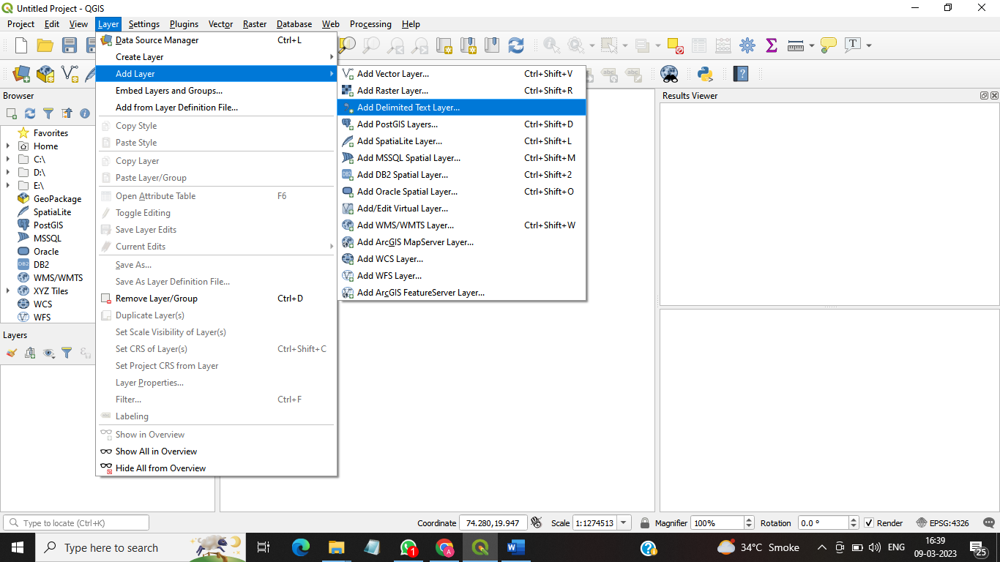 Untitled Project - QGIS
Project Edit View Layer Settings Plugins Vector Raster Database Web Processing Help
Data Source Manager Ctrl+L
Create Layer
Add Layer
Embed Layers and Groups...
Add from Layer Definition File...
Copy Style
Paste Style
Copy Layer
Paste Layer/Group
Open Attribute Table F6
Toggle Editing
Save Layer Edits
Current Edits
Save As...
Save As Layer Definition File...
Remove Layer/Group Ctrl+D
Duplicate Layer(s)
Set Scale Visibility of Layer(s)
Set CRS of Layer(s) Ctrl+Shift+C
Set Project CRS from Layer
Layer Properties...
Filter... Ctrl+F
Labeling
Show in Overview
Show All in Overview
Hide All from Overview
Add Vector Layer... Ctrl+Shift+V
Add Raster Layer... Ctrl+Shift+R
Add Delimited Text Layer...
Add PostGIS Layers... Ctrl+Shift+D
Add SpatiaLite Layer... Ctrl+Shift+L
Add MSSQL Spatial Layer... Ctrl+Shift+M
Add DB2 Spatial Layer... Ctrl+Shift+2
Add Oracle Spatial Layer... Ctrl+Shift+O
Add/Edit Virtual Layer...
Add WMS/WMTS Layer... Ctrl+Shift+W
Add ArcGIS MapServer Layer...
Add WCS Layer...
Add WFS Layer...
Add ArcGIS FeatureServer Layer...
Browser
Favorites
Home
C:\
D:\
E:\
GeoPackage
SpatiaLite
PostGIS
MSSQL
Oracle
DB2 DB2
WMS/WMTS
XYZ Tiles
WCS
WFS
Layers
Results Viewer
Type to locate (Ctrl+K)
Coordinate 74.280,19.947 Scale 1:1274513 Magnifier 100% Rotation 0.0 ° Render EPSG:4326
Type here to search
1
34°C Smoke
ENG
16:39
09-03-2023
25